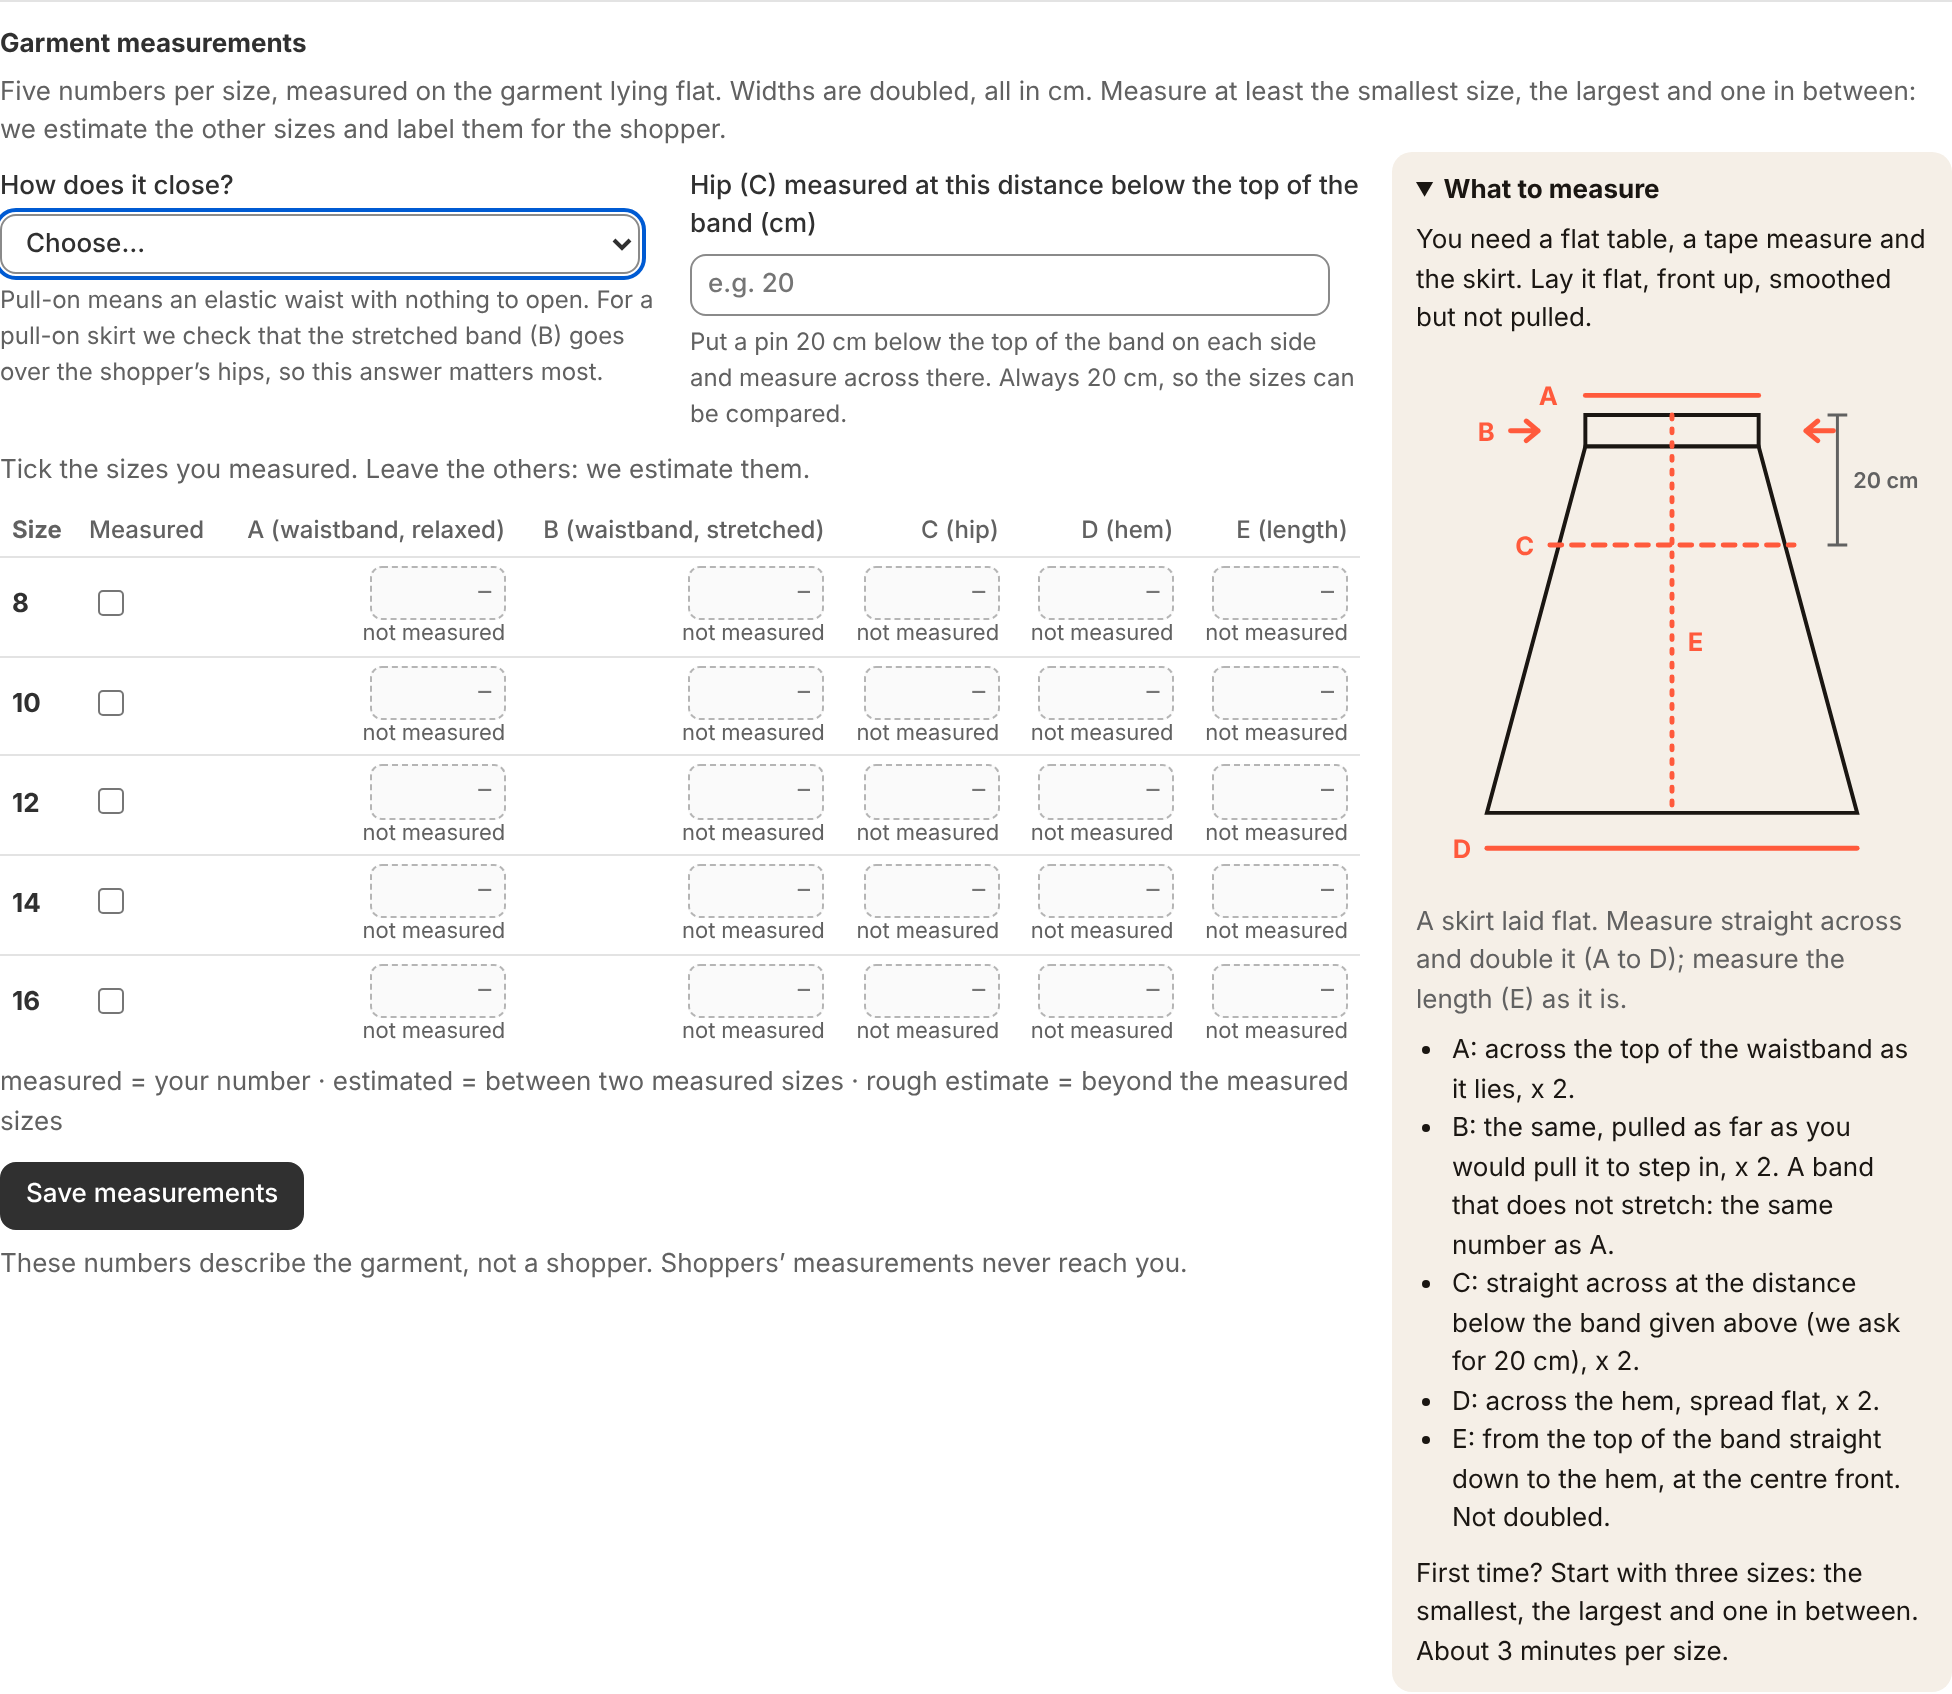 Garment measurements
Five numbers per size, measured on the garment lying flat. Widths are doubled, all in cm. Measure at least the smallest size, the largest and one in between:
we estimate the other sizes and label them for the shopper.
How does it close?
Choose...
Pull-on means an elastic waist with nothing to open. For a
pull-on skirt we check that the stretched band (B) goes
over the shopper’s hips, so this answer matters most.
Hip (C) measured at this distance below the top of the
band (cm)
e.g. 20
Put a pin 20 cm below the top of the band on each side
and measure across there. Always 20 cm, so the sizes can
be compared.
Tick the sizes you measured. Leave the others: we estimate them.
Size Measured A (waistband, relaxed) B (waistband, stretched) C (hip) D (hem) E (length)
8 – – – – –
not measured not measured not measured not measured not measured
10 – – – – –
not measured not measured not measured not measured not measured
12 – – – – –
not measured not measured not measured not measured not measured
14 – – – – –
not measured not measured not measured not measured not measured
16 – – – – –
not measured not measured not measured not measured not measured
measured = your number · estimated = between two measured sizes · rough estimate = beyond the measured
sizes
Save measurements
These numbers describe the garment, not a shopper. Shoppers’ measurements never reach you.
What to measure
You need a flat table, a tape measure and
the skirt. Lay it flat, front up, smoothed
but not pulled.
A
B
20 cm
C
E
D
A skirt laid flat. Measure straight across
and double it (A to D); measure the
length (E) as it is.
• A: across the top of the waistband as
it lies, x 2.
• B: the same, pulled as far as you
would pull it to step in, x 2. A band
that does not stretch: the same
number as A.
• C: straight across at the distance
below the band given above (we ask
for 20 cm), x 2.
• D: across the hem, spread flat, x 2.
• E: from the top of the band straight
down to the hem, at the centre front.
Not doubled.
First time? Start with three sizes: the
smallest, the largest and one in between.
About 3 minutes per size.